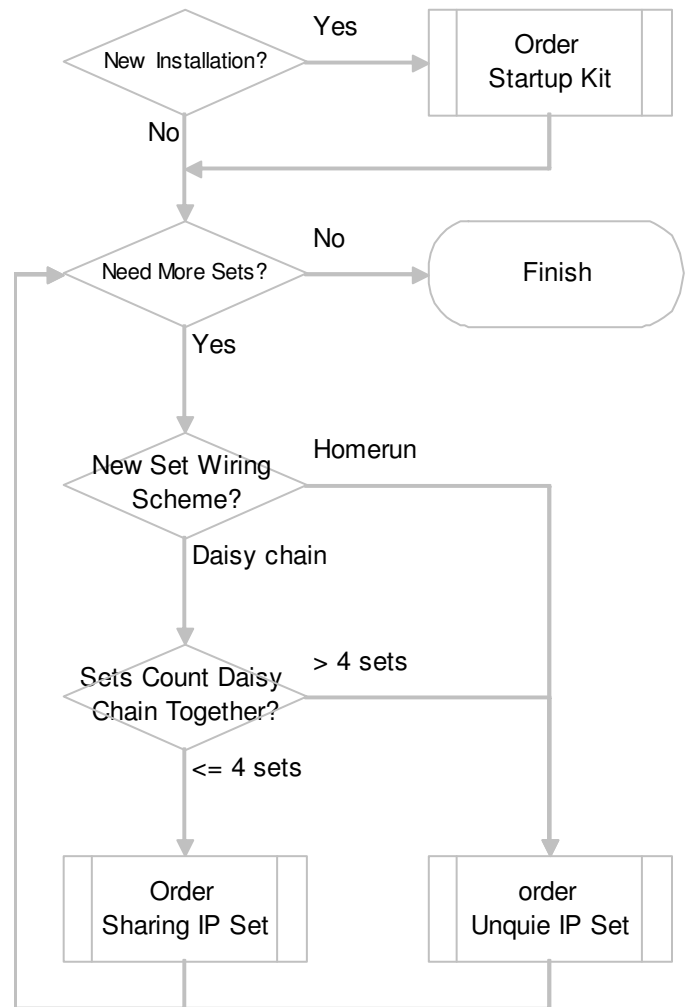 New Installation?
Yes
Order
Startup Kit
No
Need More Sets?
No
Finish
Yes
New Set Wiring
Scheme?
Homerun
Daisy chain
Sets Count Daisy
Chain Together?
> 4 sets
<= 4 sets
Order
Sharing IP Set
order
Unquie IP Set